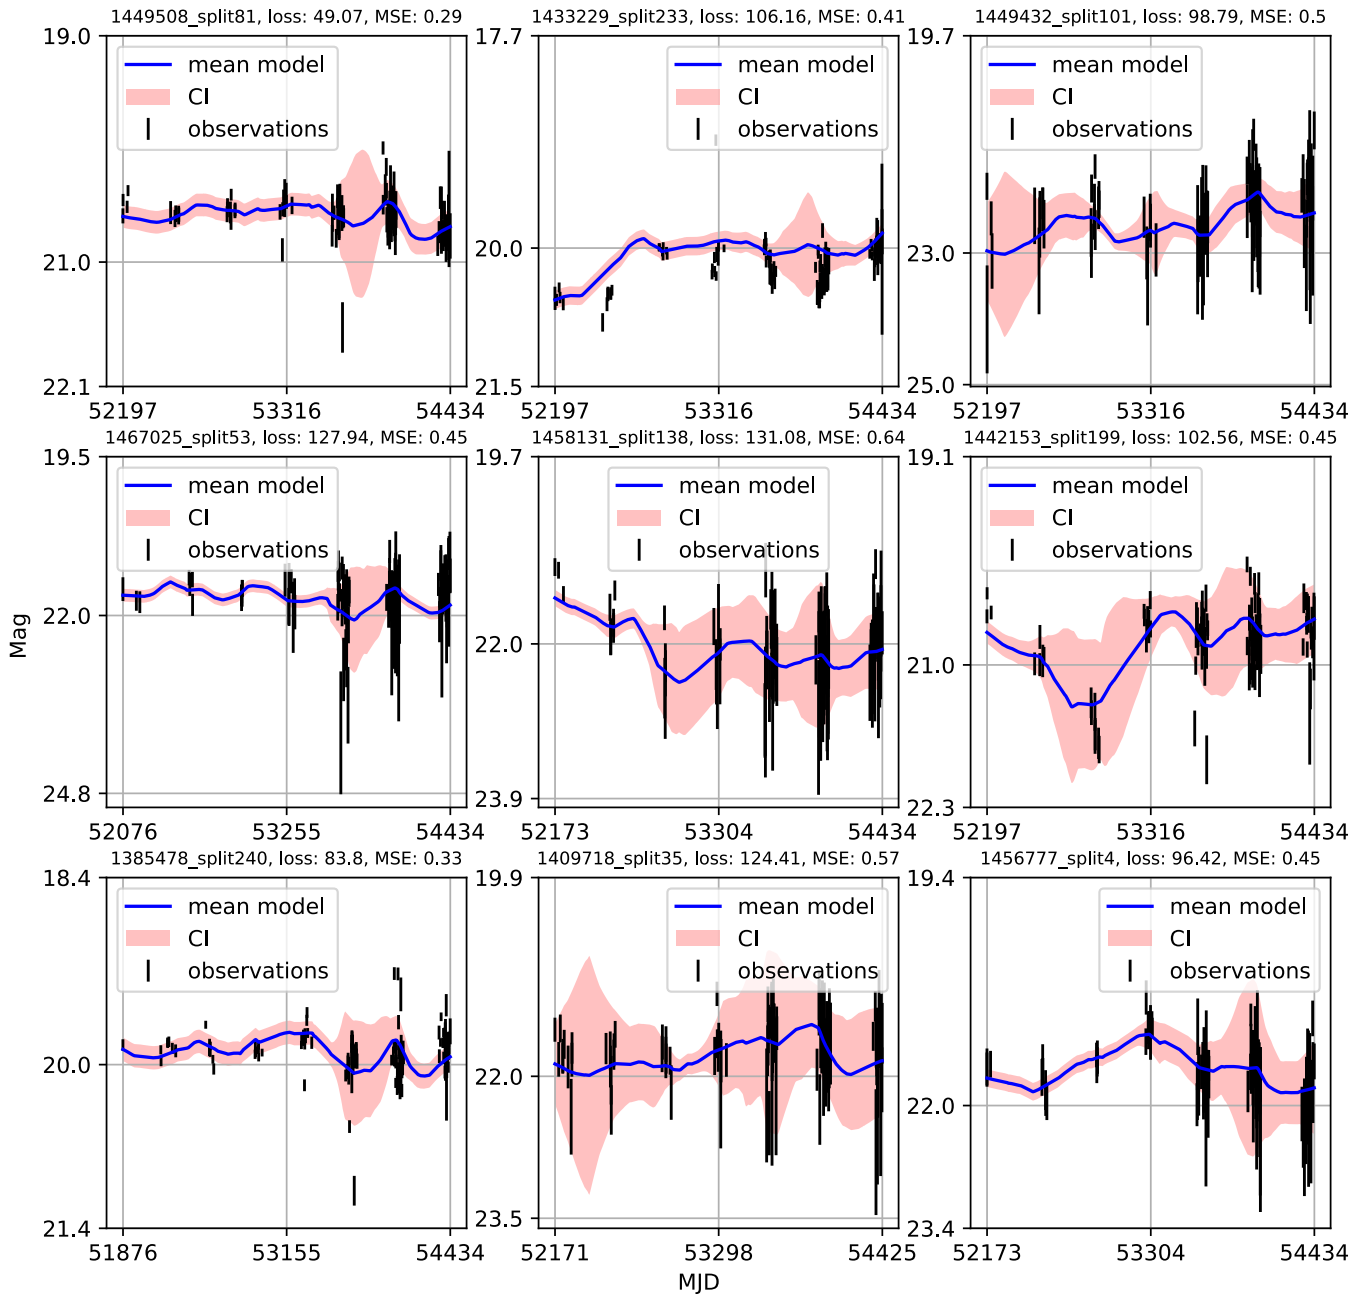 1449508_split81, loss: 49.07, MSE: 0.29
19.0
21.0
22.1
mean model
CI
observations
52197
53316
54434
1433229_split233, loss: 106.16, MSE: 0.41
17.7
20.0
21.5
mean model
CI
observations
52197
53316
54434
1449432_split101, loss: 98.79, MSE: 0.5
19.7
23.0
25.0
mean model
CI
observations
52197
53316
54434
Mag
1467025_split53, loss: 127.94, MSE: 0.45
19.5
22.0
24.8
mean model
CI
observations
52076
53255
54434
1458131_split138, loss: 131.08, MSE: 0.64
19.7
22.0
23.9
mean model
CI
observations
52173
53304
54434
1442153_split199, loss: 102.56, MSE: 0.45
19.1
21.0
22.3
mean model
CI
observations
52197
53316
54434
1385478_split240, loss: 83.8, MSE: 0.33
18.4
20.0
21.4
mean model
CI
observations
51876
53155
54434
1409718_split35, loss: 124.41, MSE: 0.57
19.9
22.0
23.5
mean model
CI
observations
52171
53298
54425
1456777_split4, loss: 96.42, MSE: 0.45
19.4
22.0
23.4
mean model
CI
observations
52173
53304
54434
MJD